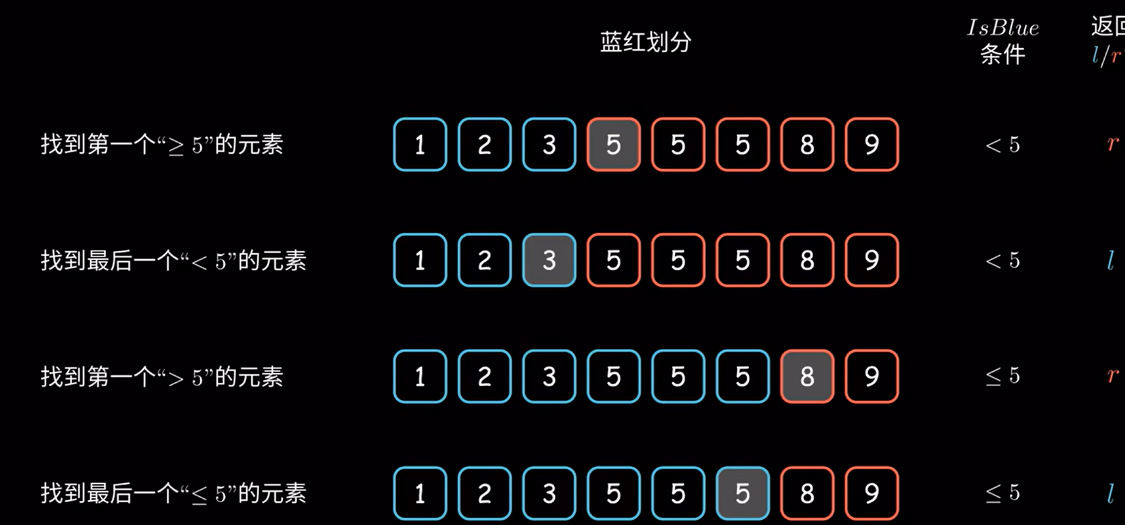 蓝红划分
IsBlue
条件
返回
l/r
找到第一个“≥ 5”的元素 1 2 3 5 5 5 8 9 < 5 r
找到最后一个“< 5”的元素 1 2 3 5 5 5 8 9 < 5 l
找到第一个“> 5”的元素 1 2 3 5 5 5 8 9 ≤ 5 r
找到最后一个“≤ 5”的元素 1 2 3 5 5 5 8 9 ≤ 5 l